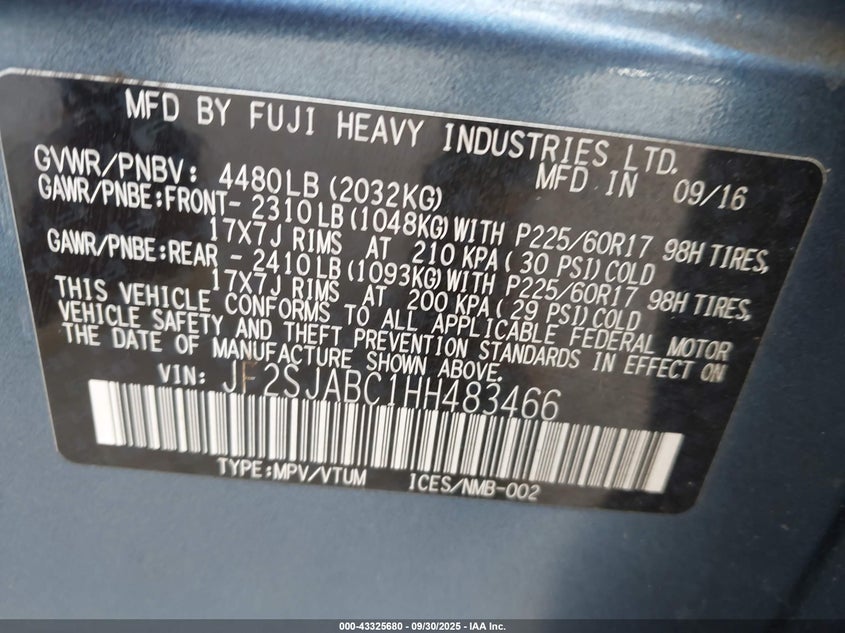 MFD BY FUJI HEAVY INDUSTRIES LTD.
GVWR/PNBV: 4480LB (2032KG) MFD IN 09/16
GAWR/PNBE:FRONT- 2310LB (1048KG) WITH P225/60R17 98H TIRES,
17X7J RIMS AT 210 KPA ( 30 PSI) COLD
GAWR/PNBE:REAR - 2410LB (1093KG) WITH P225/60R17 98H TIRES,
17X7J RIMS AT 200 KPA ( 29 PSI) COLD
THIS VEHICLE CONFORMS TO ALL APPLICABLE FEDERAL MOTOR
VEHICLE SAFETY AND THEFT PREVENTION STANDARDS IN EFFECT ON
THE DATE OF MANUFACTURE SHOWN ABOVE.
VIN: JF2SJABC1HH483466
TYPE:MPV/VTUM ICES/NMB-002
000-43325680 - 09/30/2025 - IAA Inc.